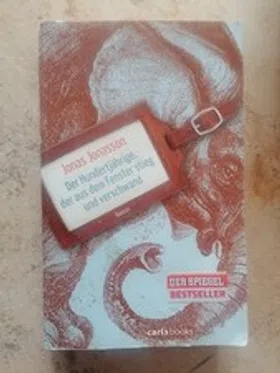 Jonas Jonasson
Der Hundertjährige,
der aus dem Fenster stieg
und verschwand
Roman
DER SPIEGEL
BESTSELLER
carl's books